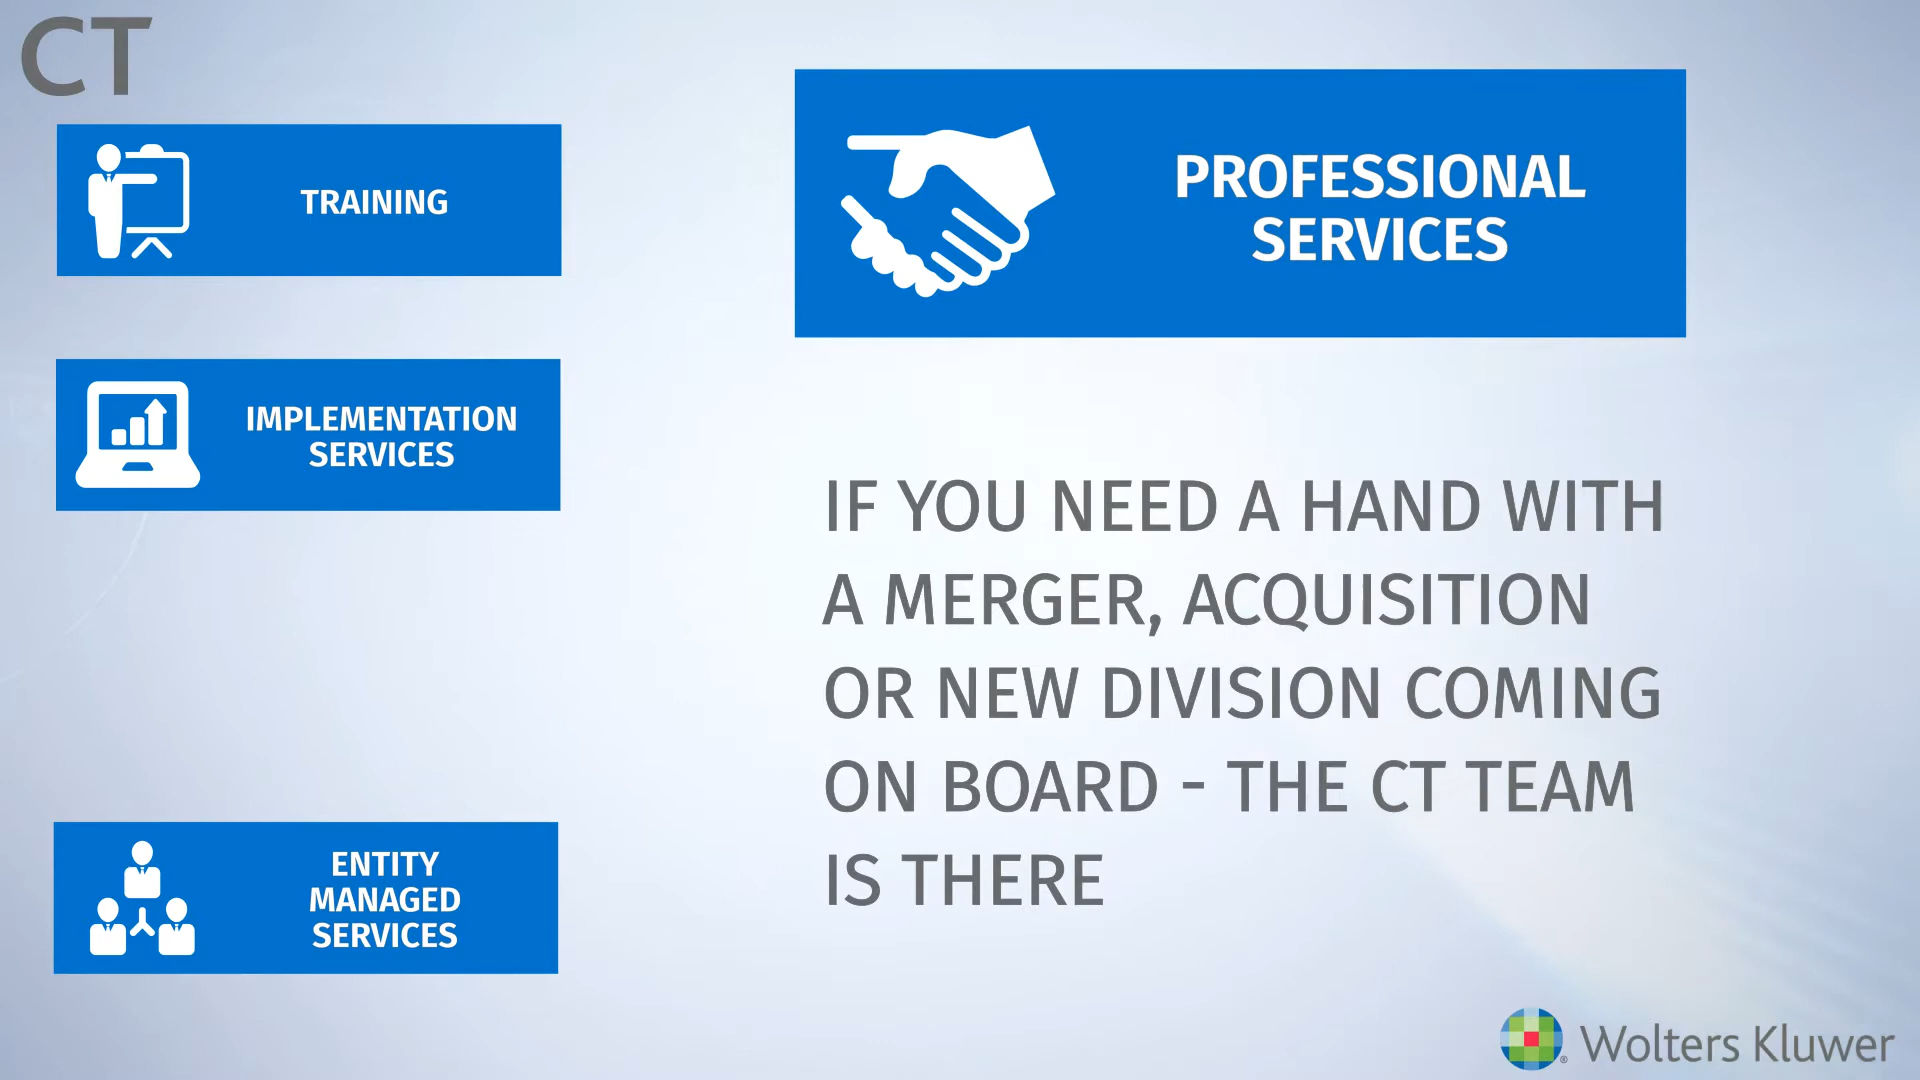 CT
TRAINING
IMPLEMENTATION
SERVICES
ENTITY
MANAGED
SERVICES
PROFESSIONAL
SERVICES
IF YOU NEED A HAND WITH
A MERGER, ACQUISITION
OR NEW DIVISION COMING
ON BOARD - THE CT TEAM
IS THERE
® Wolters Kluwer